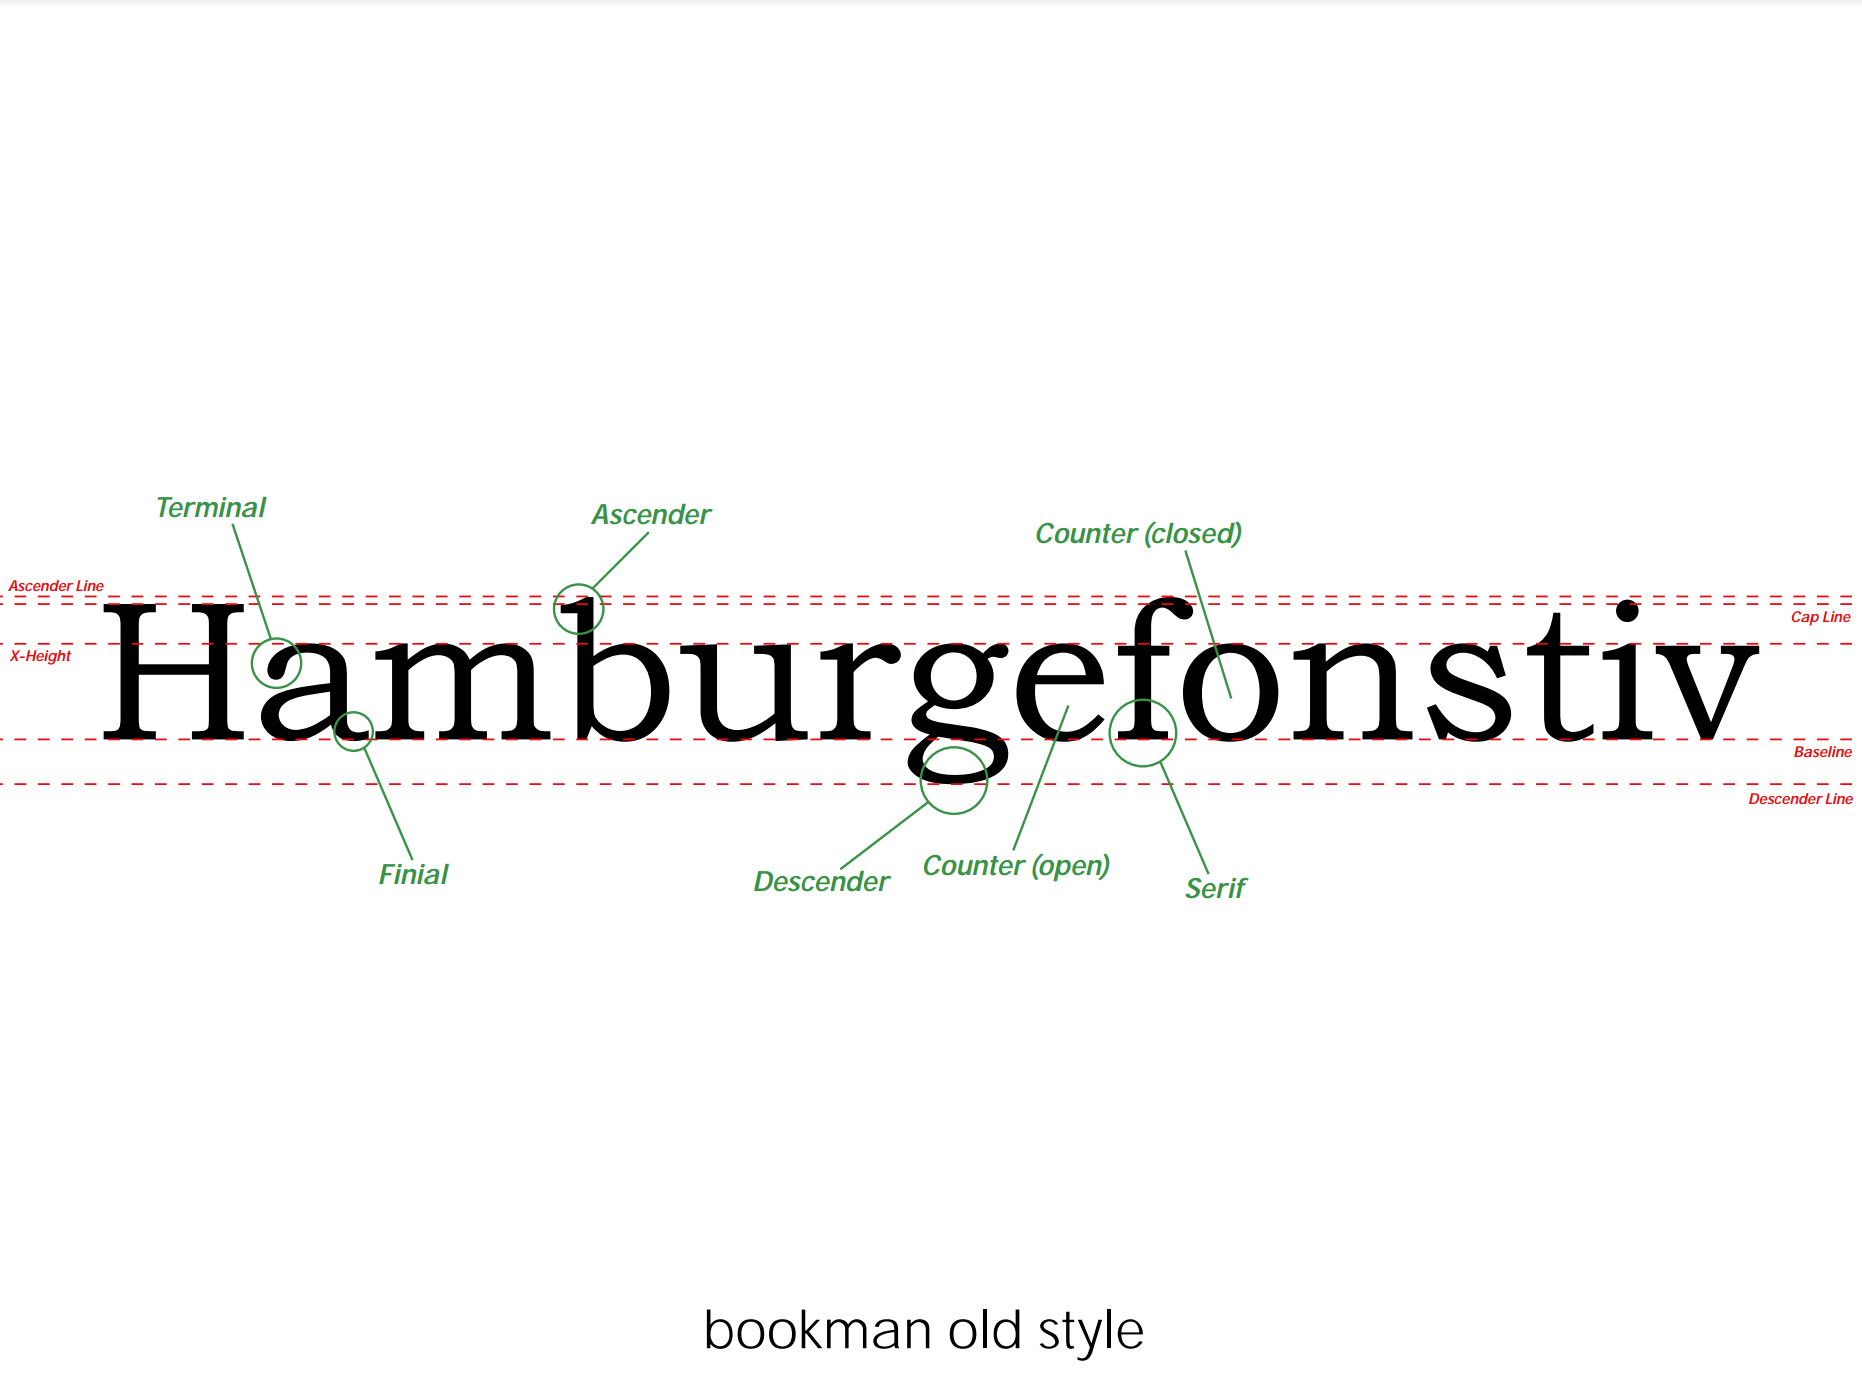 Terminal
Ascender
Counter (closed)
Ascender Line
Cap Line
X-Height
Hamburgefonstiv
Baseline
Descender Line
Finial
Descender
Counter (open)
Serif
bookman old style